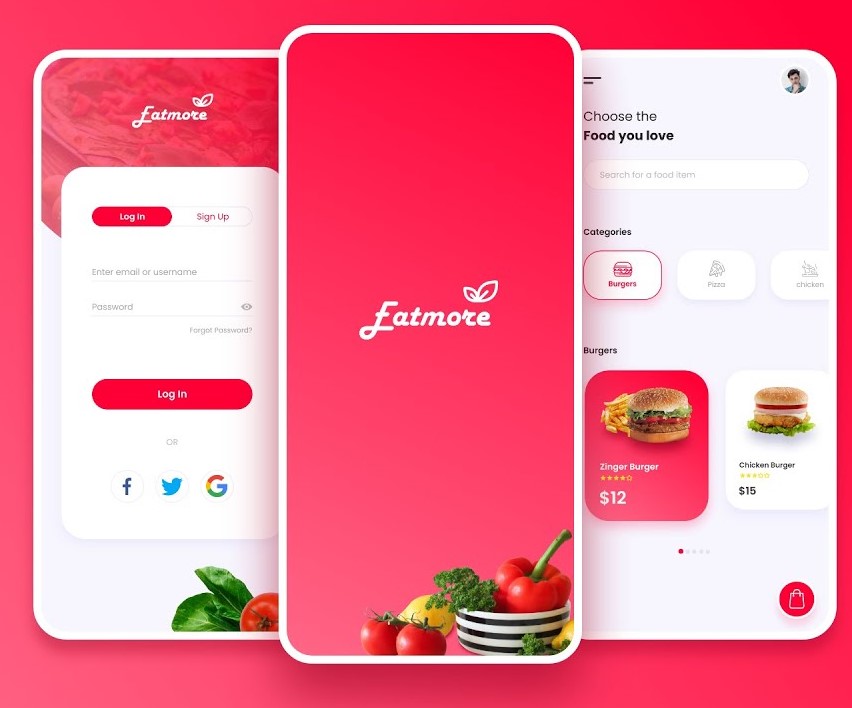 Eatmore
Log In
Sign Up
Enter email or username
Password
Forgot Password?
Log In
OR
Eatmore
Choose the
Food you love
Search for a food item
Categories
Burgers
Pizza
chicken
Burgers
Zinger Burger
$12
Chicken Burger
$15